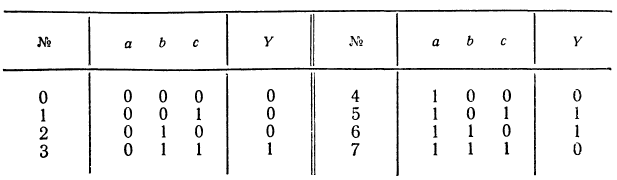 № a b c Y № a b c Y
0 0 0 0 0 4 1 0 0 0
1 0 0 1 0 5 1 0 1 1
2 0 1 0 0 6 1 1 0 1
3 0 1 1 1 7 1 1 1 0